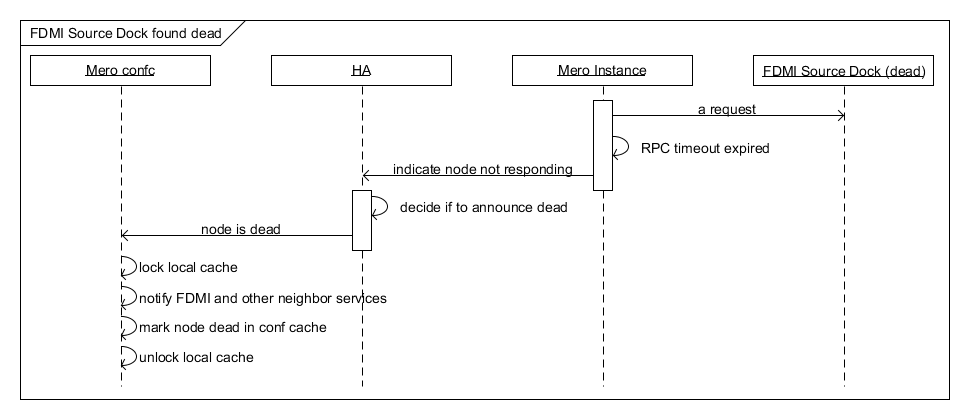 FDMI Source Dock found dead
Mero confc
HA
Mero Instance
FDMI Source Dock (dead)
a request
RPC timeout expired
indicate node not responding
decide if to announce dead
node is dead
lock local cache
notify FDMI and other neighbor services
mark node dead in conf cache
unlock local cache